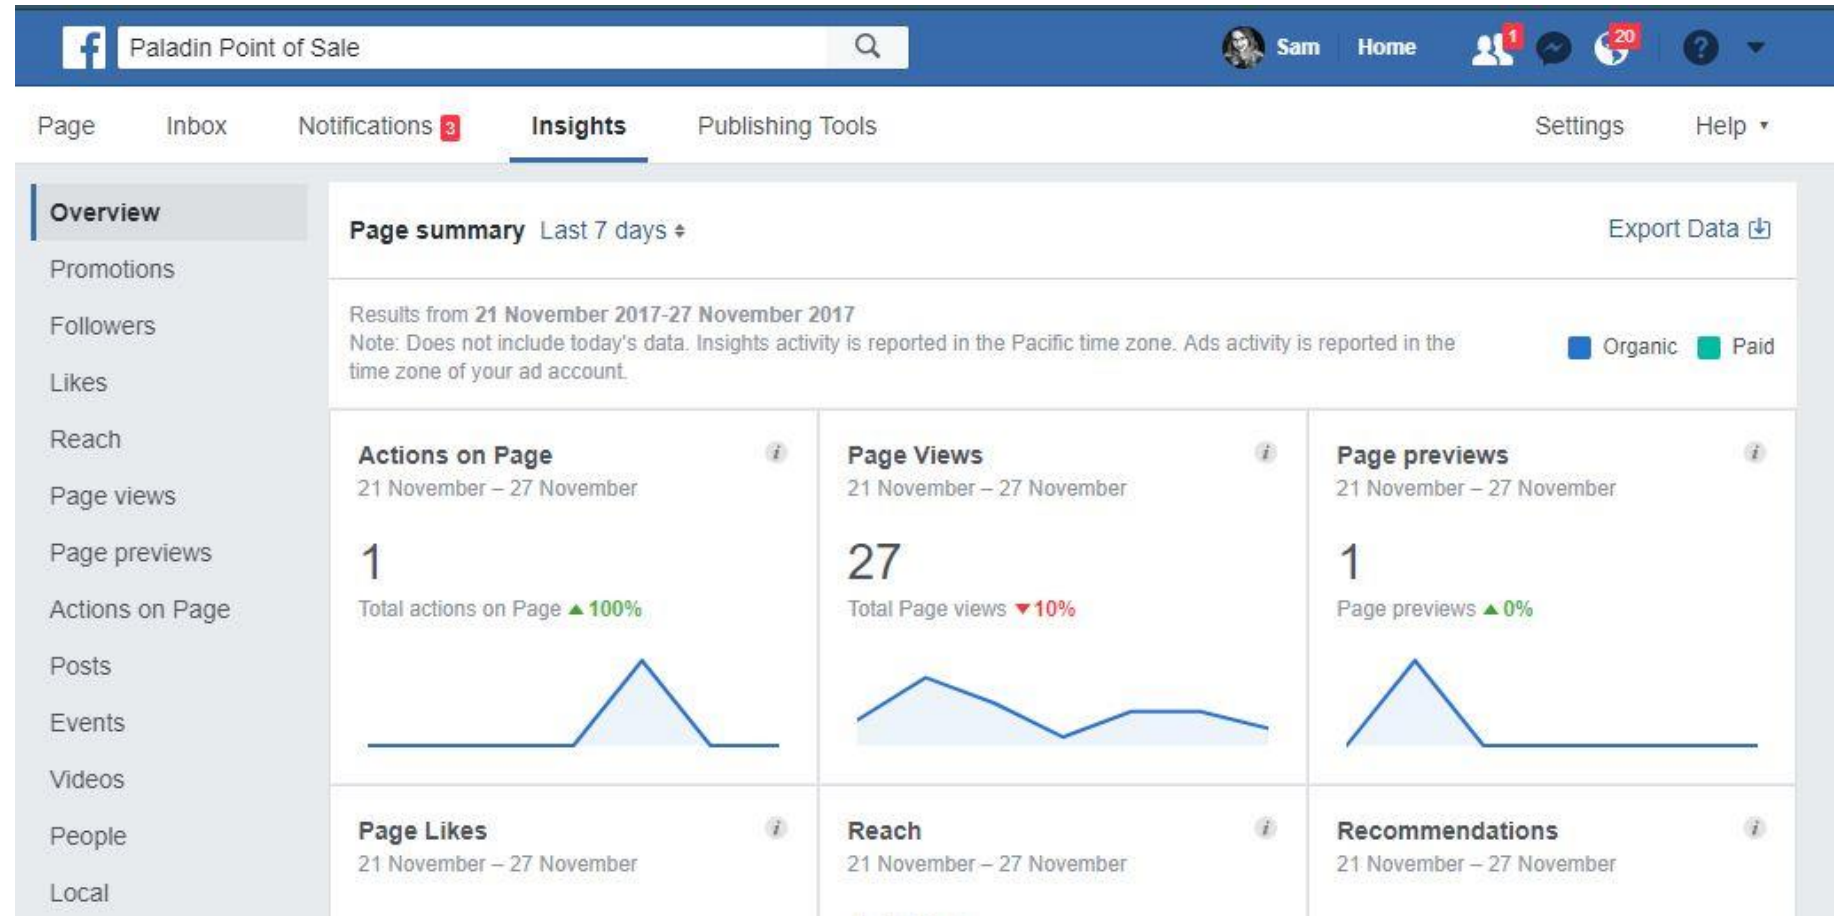 f Paladin Point of Sale Sam Home 1 20 ?
Page Inbox Notifications 3 Insights Publishing Tools Settings Help
Overview
Promotions
Followers
Likes
Reach
Page views
Page previews
Actions on Page
Posts
Events
Videos
People
Local
Page summary Last 7 days Export Data
Results from 21 November 2017-27 November 2017
Note: Does not include today's data. Insights activity is reported in the Pacific time zone. Ads activity is reported in the
time zone of your ad account.
Organic Paid
Actions on Page i
21 November – 27 November
1
Total actions on Page ▲ 100%
Page Views i
21 November – 27 November
27
Total Page views ▼ 10%
Page previews i
21 November – 27 November
1
Page previews ▲ 0%
Page Likes i
21 November – 27 November
Reach i
21 November – 27 November
Recommendations i
21 November – 27 November